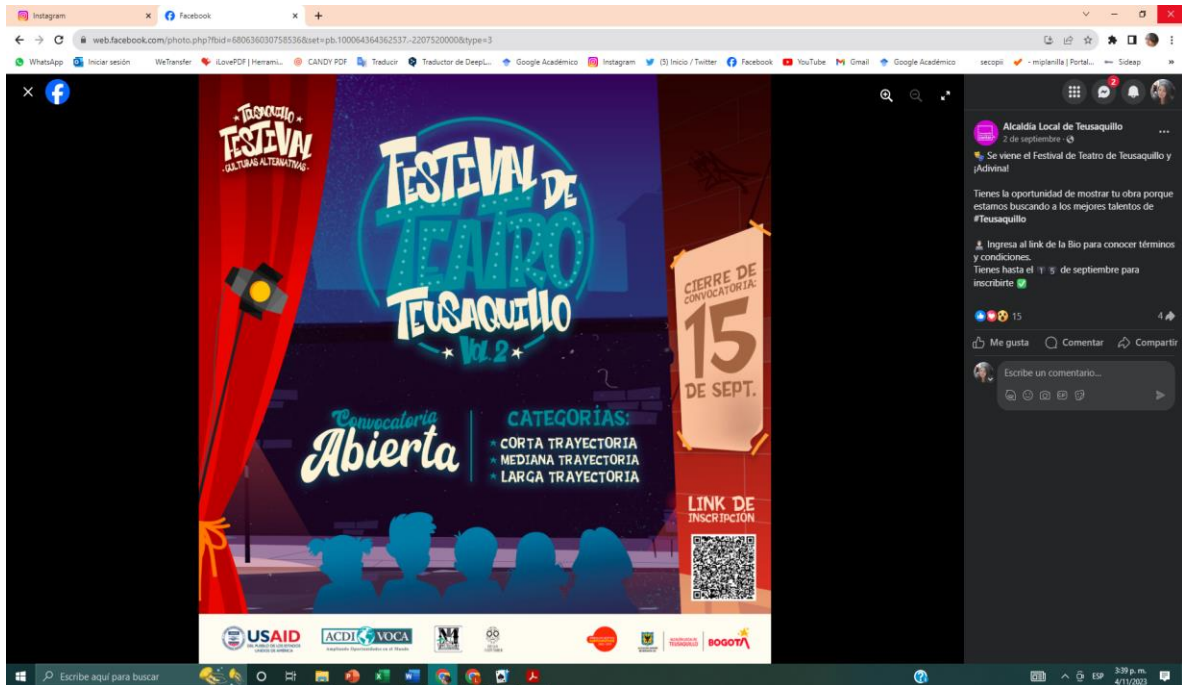 Instagram
Facebook
web.facebook.com/photo.php?fbid=680636030758536&set=pb.100064364362537.-2207520000&type=3
WhatsApp
Iniciar sesión
WeTransfer
iLovePDF | Herrami...
CANDY PDF
Traducir
Traductor de DeepL...
Google Académico
Instagram
(5) Inicio / Twitter
Facebook
YouTube
Gmail
Google Académico
secopii
- miplanilla | Portal...
Sideap
TEUSAQUILLO
FESTIVAL
CULTURAS ALTERNATIVAS
FESTIVAL DE
TEATRO
TEUSAQUILLO
Vol. 2
CIERRE DE
CONVOCATORIA:
15
DE SEPT.
Convocatoria
Abierta
CATEGORÍAS:
CORTA TRAYECTORIA
MEDIANA TRAYECTORIA
LARGA TRAYECTORIA
LINK DE
INSCRIPCIÓN
USAID
DEL PUEBLO DE LOS ESTADOS
UNIDOS DE AMÉRICA
ACDI VOCA
Ampliando Oportunidades en el Mundo
BOGOTÁ
2
Alcaldía Local de Teusaquillo
2 de septiembre
Se viene el Festival de Teatro de Teusaquillo y
¡Adivina!
Tienes la oportunidad de mostrar tu obra porque
estamos buscando a los mejores talentos de
#Teusaquillo
Ingresa al link de la Bio para conocer términos
y condiciones.
Tienes hasta el 1 5 de septiembre para
inscribirte
15
4
Me gusta
Comentar
Compartir
Escribe un comentario...
Escribe aquí para buscar
ESP
3:39 p. m.
4/11/2023